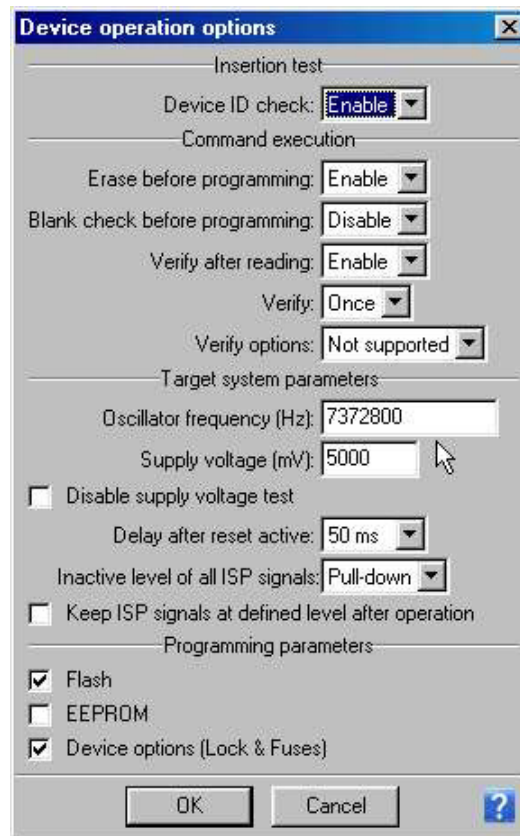 Device operation options
Insertion test
Device ID check: Enable
Command execution
Erase before programming: Enable
Blank check before programming: Disable
Verify after reading: Enable
Verify: Once
Verify options: Not supported
Target system parameters
Oscillator frequency (Hz): 7372800
Supply voltage (mV): 5000
Disable supply voltage test
Delay after reset active: 50 ms
Inactive level of all ISP signals: Pull-down
Keep ISP signals at defined level after operation
Programming parameters
Flash
EEPROM
Device options (Lock & Fuses)
OK Cancel ?